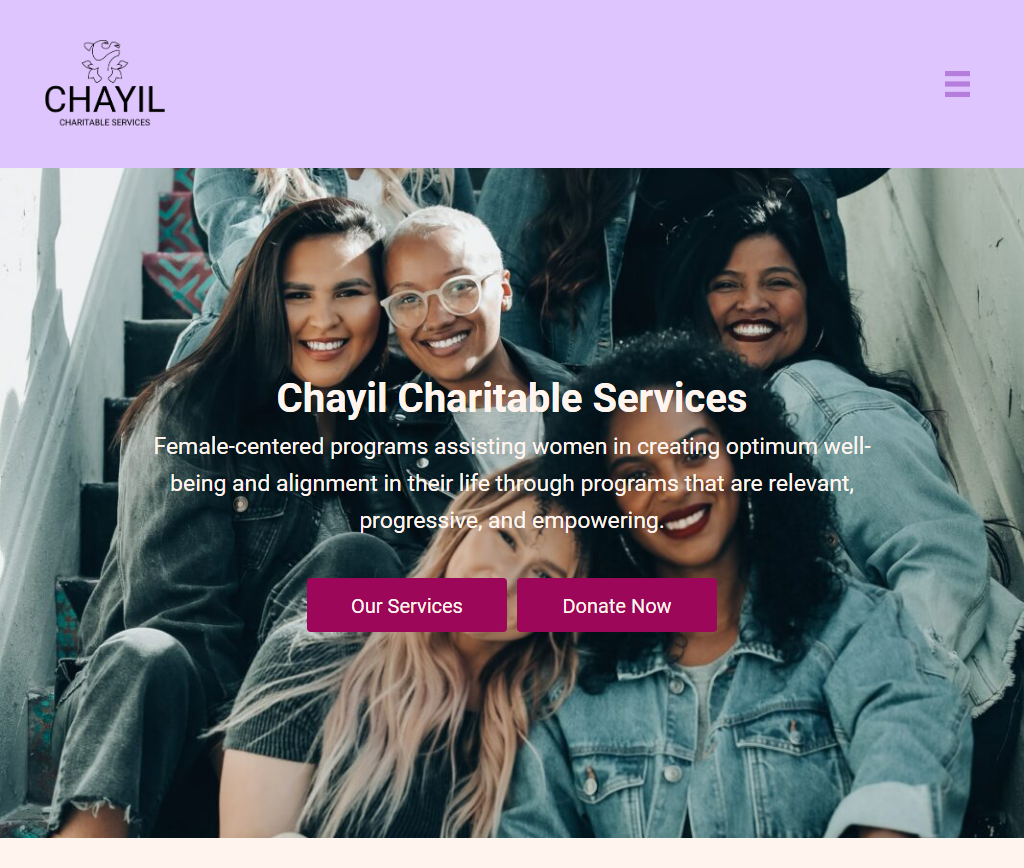 CHAYIL
CHARITABLE SERVICES
Chayil Charitable Services
Female-centered programs assisting women in creating optimum well-
being and alignment in their life through programs that are relevant,
progressive, and empowering.
Our Services
Donate Now